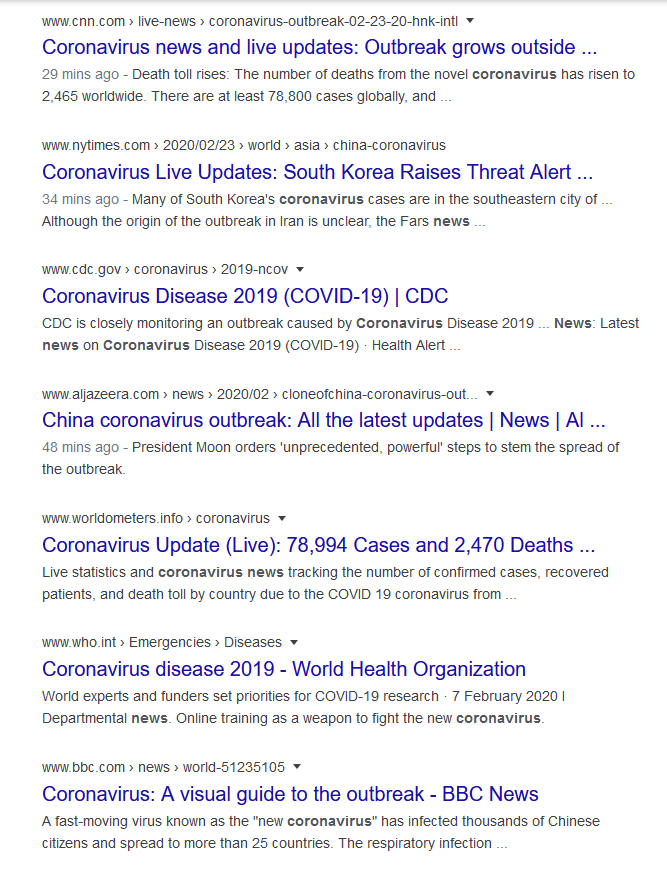 www.cnn.com › live-news › coronavirus-outbreak-02-23-20-hnk-intl
Coronavirus news and live updates: Outbreak grows outside ...
29 mins ago - Death toll rises: The number of deaths from the novel coronavirus has risen to
2,465 worldwide. There are at least 78,800 cases globally, and ...
www.nytimes.com › 2020/02/23 › world › asia › china-coronavirus
Coronavirus Live Updates: South Korea Raises Threat Alert ...
34 mins ago - Many of South Korea's coronavirus cases are in the southeastern city of ...
Although the origin of the outbreak in Iran is unclear, the Fars news ...
www.cdc.gov › coronavirus › 2019-ncov
Coronavirus Disease 2019 (COVID-19) | CDC
CDC is closely monitoring an outbreak caused by Coronavirus Disease 2019 ... News: Latest
news on Coronavirus Disease 2019 (COVID-19) · Health Alert ...
www.aljazeera.com › news › 2020/02 › cloneofchina-coronavirus-out...
China coronavirus outbreak: All the latest updates | News | Al ...
48 mins ago - President Moon orders 'unprecedented, powerful' steps to stem the spread of
the outbreak.
www.worldometers.info › coronavirus
Coronavirus Update (Live): 78,994 Cases and 2,470 Deaths ...
Live statistics and coronavirus news tracking the number of confirmed cases, recovered
patients, and death toll by country due to the COVID 19 coronavirus from ...
www.who.int › Emergencies › Diseases
Coronavirus disease 2019 - World Health Organization
World experts and funders set priorities for COVID-19 research · 7 February 2020 |
Departmental news. Online training as a weapon to fight the new coronavirus.
www.bbc.com › news › world-51235105
Coronavirus: A visual guide to the outbreak - BBC News
A fast-moving virus known as the "new coronavirus" has infected thousands of Chinese
citizens and spread to more than 25 countries. The respiratory infection ...